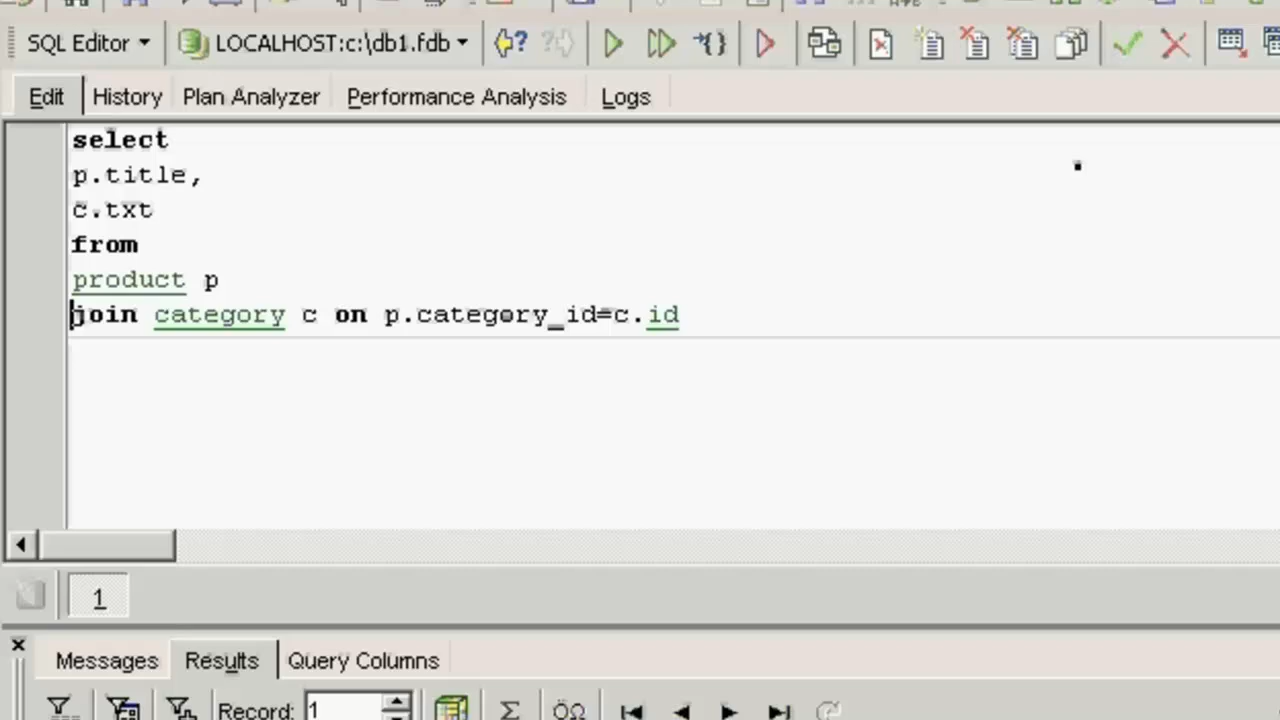 SQL Editor LOCALHOST:c:\db1.fdb
Edit History Plan Analyzer Performance Analysis Logs
select
p.title,
c.txt
from
product p
join category c on p.category_id=c.id
1
Messages Results Query Columns
Record: 1 Σ ÖΩ